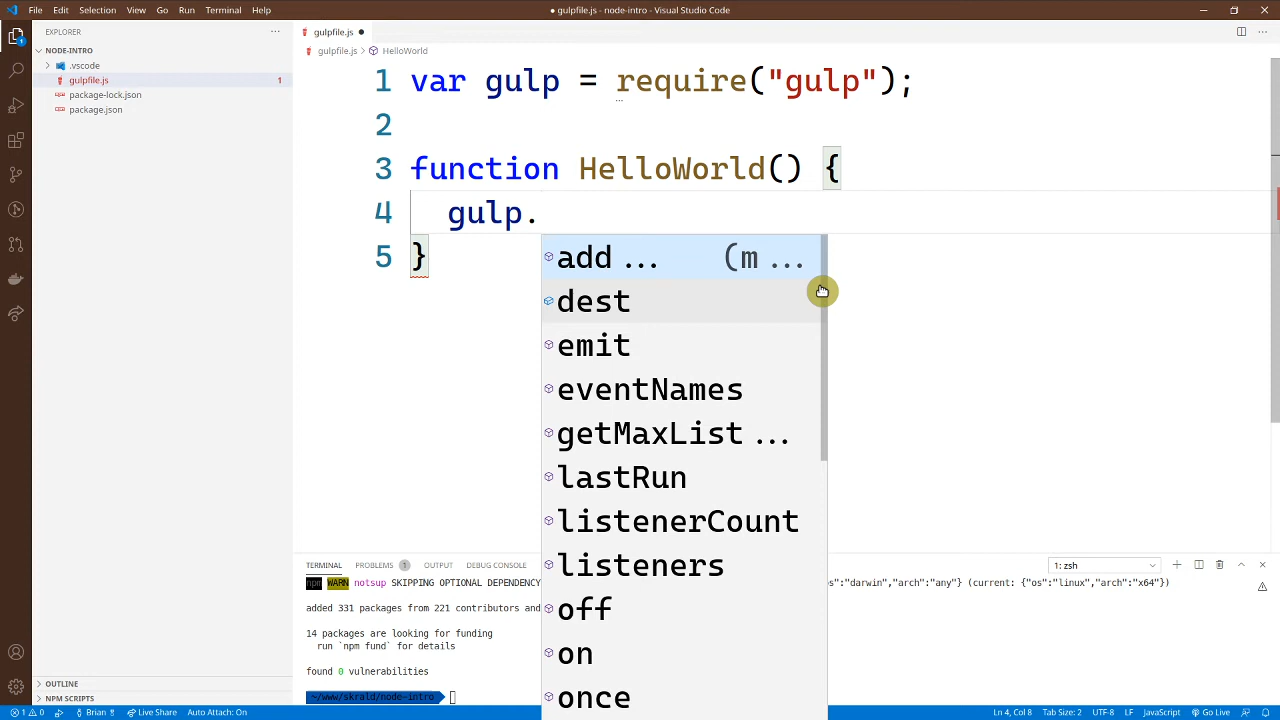 File Edit Selection View Go Run Terminal Help
● gulpfile.js - node-intro - Visual Studio Code
EXPLORER
NODE-INTRO
.vscode
gulpfile.js 1
package-lock.json
package.json
OUTLINE
NPM SCRIPTS
gulpfile.js ●
gulpfile.js > HelloWorld
1 var gulp = require("gulp");
2
3 function HelloWorld() {
4 gulp.
5 }
add ... (m ...
dest
emit
eventNames
getMaxList ...
lastRun
listenerCount
listeners
off
on
once
TERMINAL PROBLEMS 1 OUTPUT DEBUG CONSOLE 1: zsh
npm WARN notsup SKIPPING OPTIONAL DEPENDENCY s":"darwin","arch":"any"} (current: {"os":"linux","arch":"x64"})
added 331 packages from 221 contributors and
14 packages are looking for funding
run `npm fund` for details
found 0 vulnerabilities
~/www/skrald/node-intro
1 0 Brian Live Share Auto Attach: On Ln 4, Col 8 Tab Size: 2 UTF-8 LF JavaScript Go Live